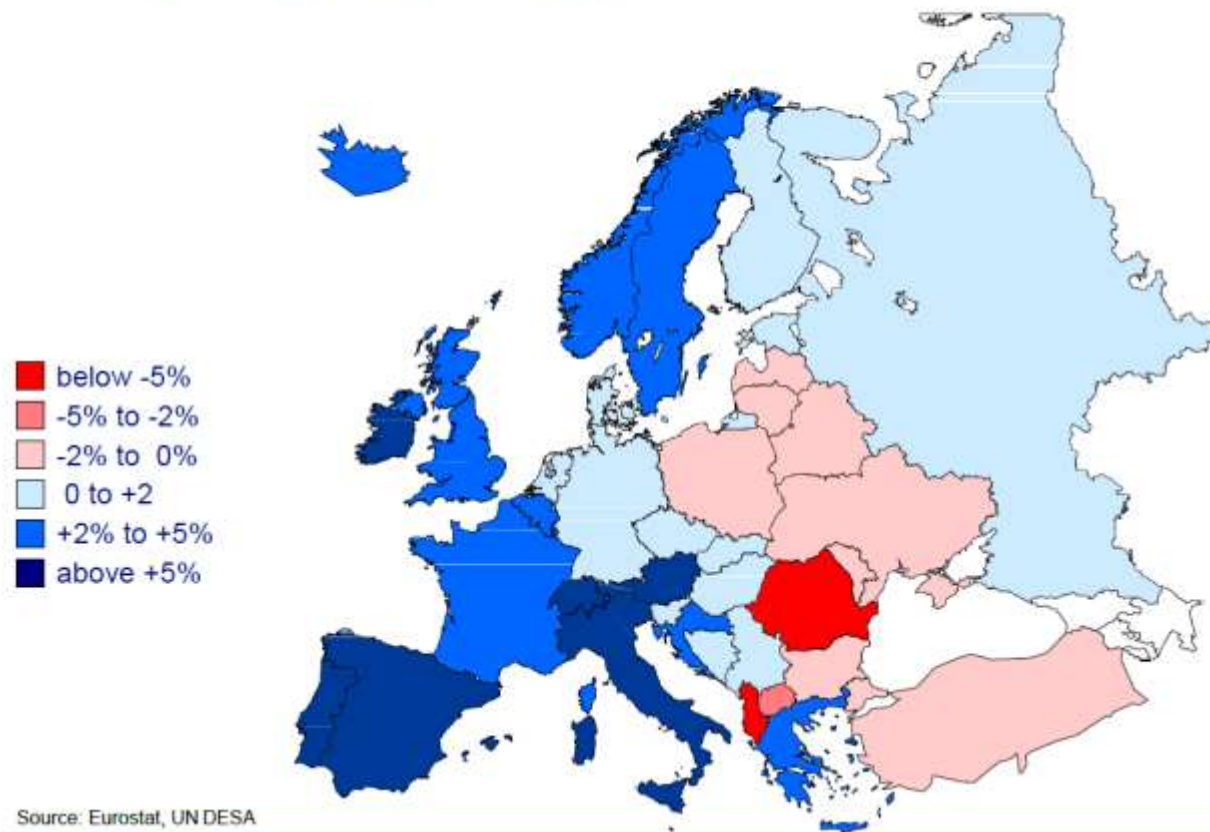 below -5%
-5% to -2%
-2% to 0%
0 to +2
+2% to +5%
above +5%
Source: Eurostat, UN DESA